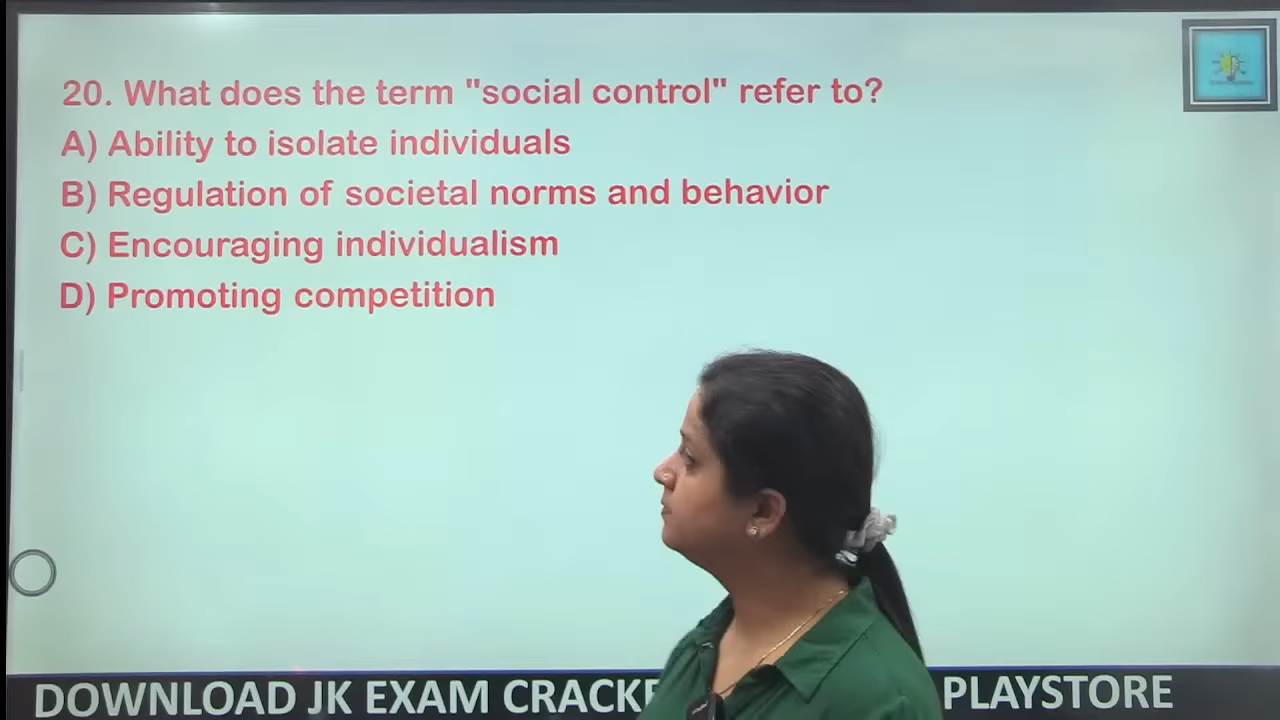 20. What does the term "social control" refer to?
A) Ability to isolate individuals
B) Regulation of societal norms and behavior
C) Encouraging individualism
D) Promoting competition
DOWNLOAD JK EXAM PLAYSTORE